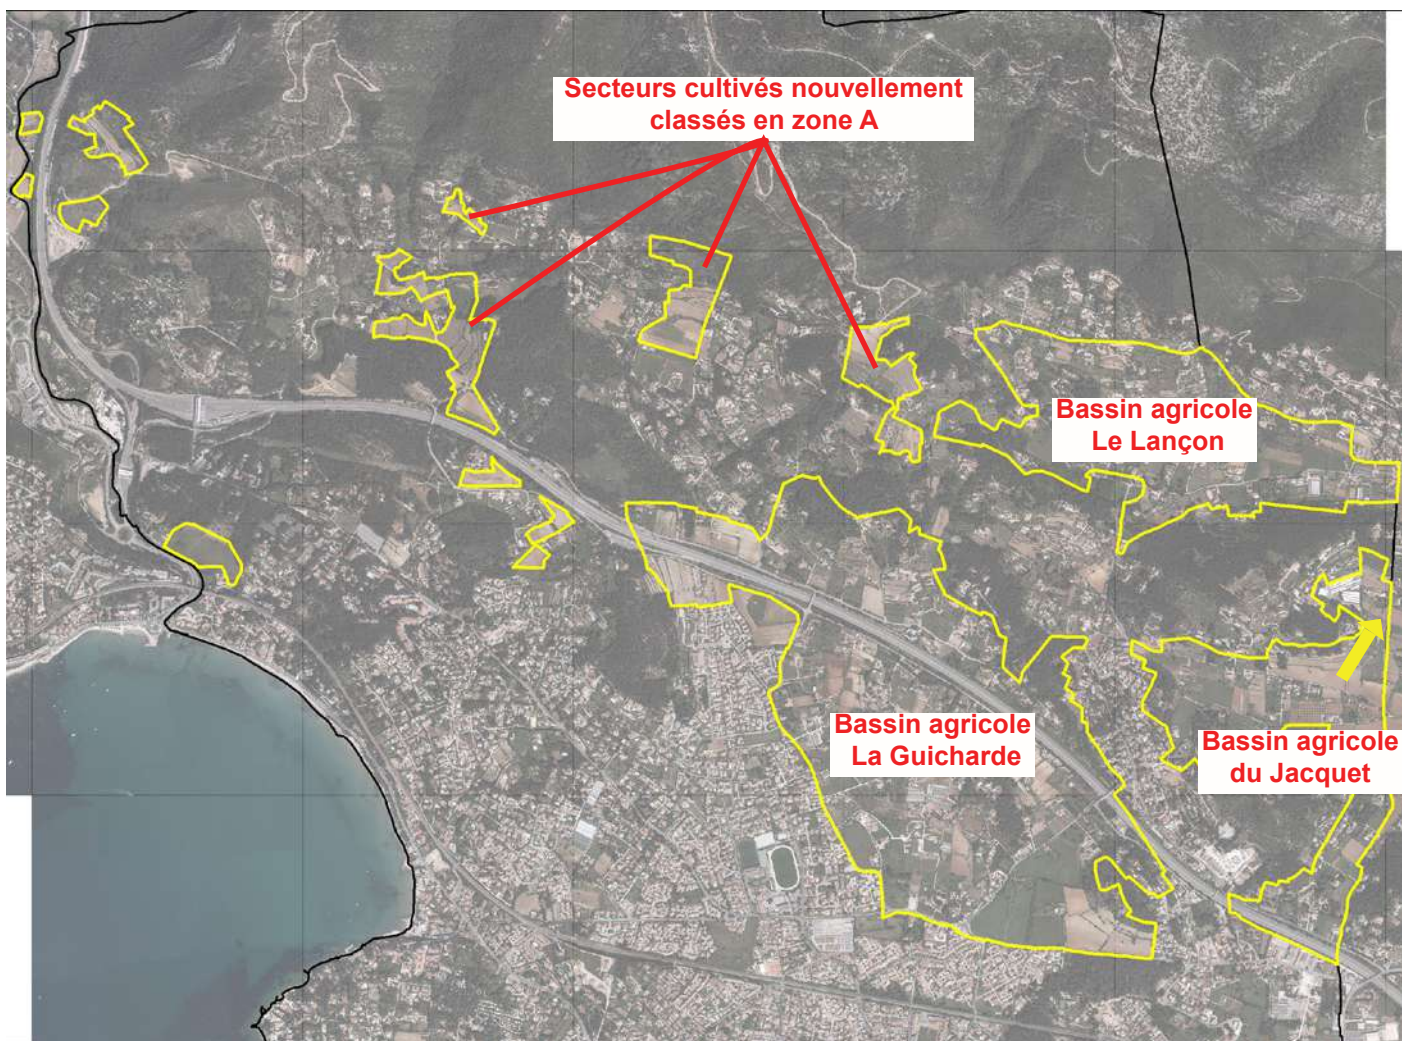 Secteurs cultivés nouvellement
classés en zone A
Bassin agricole
Le Lançon
Bassin agricole
La Guicharde
Bassin agricole
du Jacquet